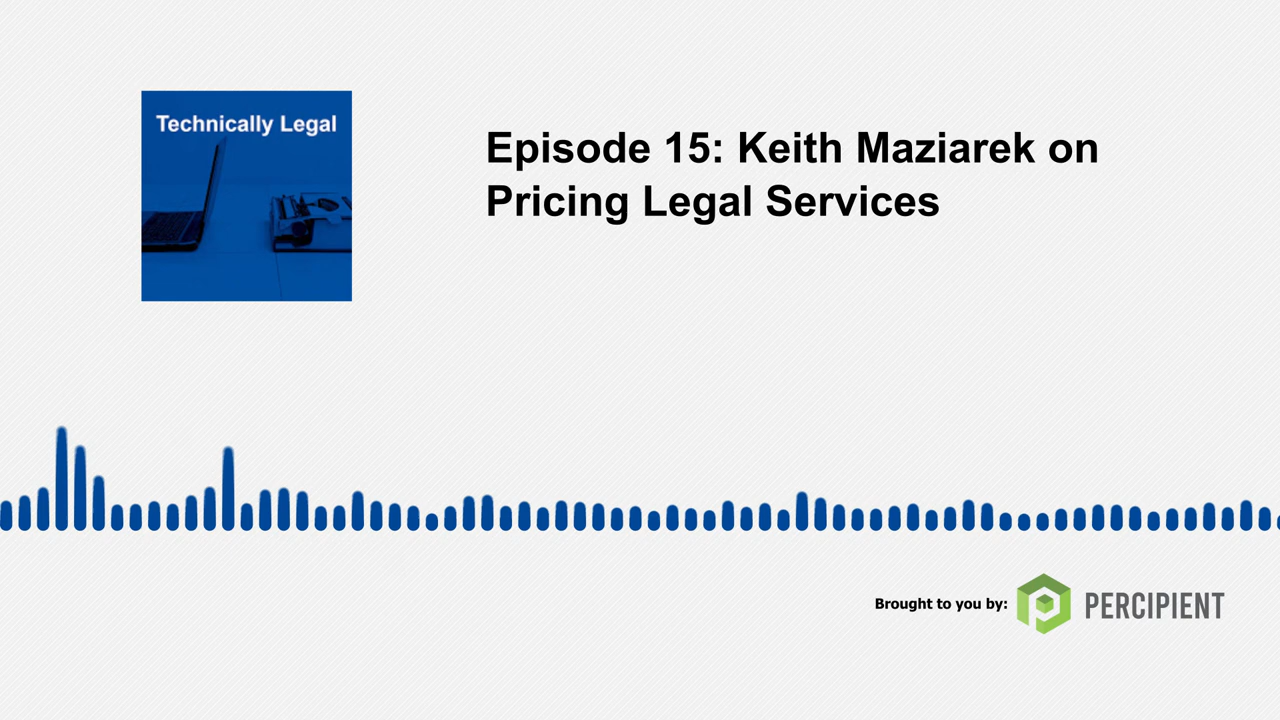 Technically Legal
Episode 15: Keith Maziarek on
Pricing Legal Services
Brought to you by:
PERCIPIENT